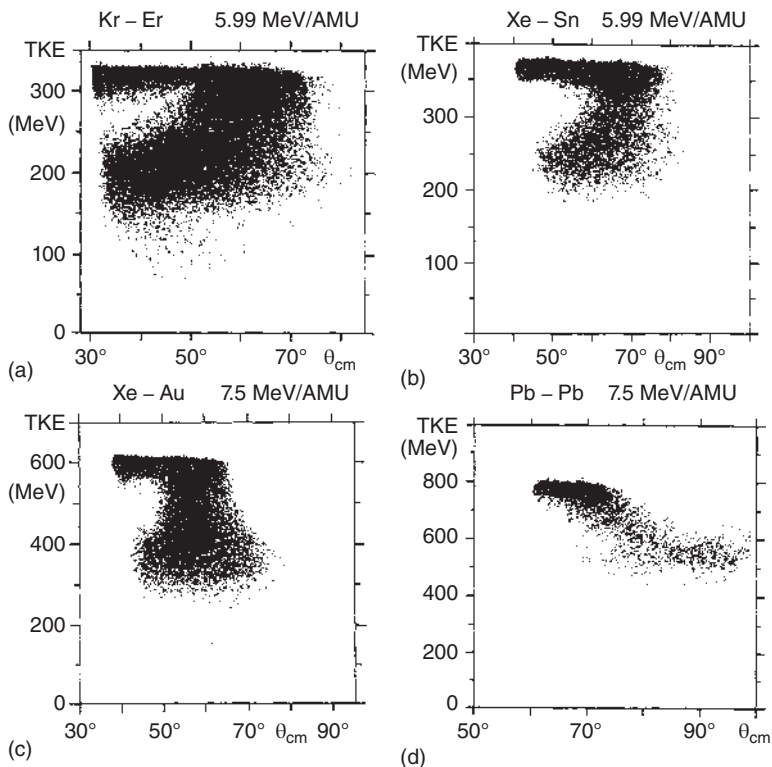 Kr – Er 5.99 MeV/AMU
TKE
300
(MeV)
200
100
0
30° 50° 70° θcm
(a)
Xe – Sn 5.99 MeV/AMU
TKE
(MeV)
300
200
100
30° 50° 70° θcm 90°
(b)
Xe – Au 7.5 MeV/AMU
TKE
600
(MeV)
400
200
0
30° 50° 70° θcm 90°
(c)
Pb – Pb 7.5 MeV/AMU
TKE
(MeV)
800
600
400
200
0
50° 70° 90° θcm
(d)